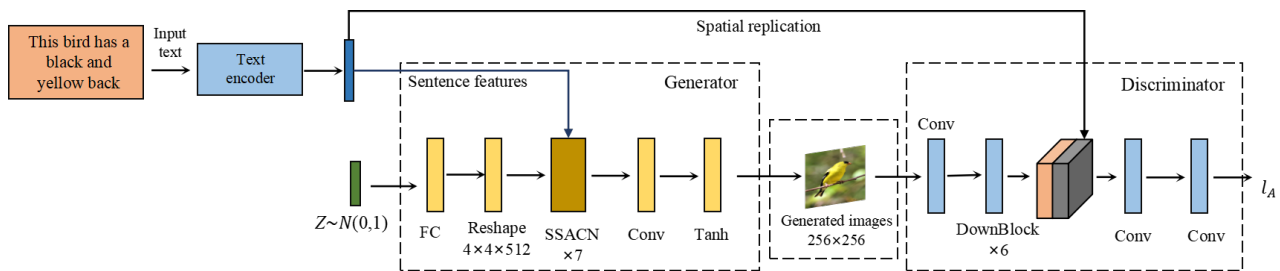 This bird has a
black and
yellow back
Input
text
Text
encoder
Spatial replication
Sentence features
Generator
Discriminator
Z~N(0,1)
FC
Reshape
4×4×512
SSACN
×7
Conv
Tanh
Generated images
256×256
Conv
DownBlock
×6
Conv
Conv
l_A